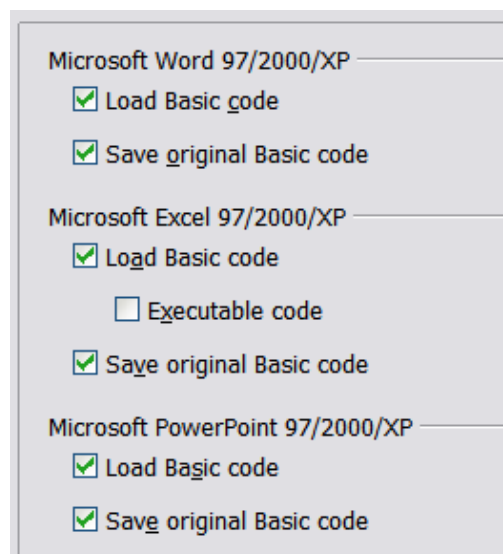 Microsoft Word 97/2000/XP
Load Basic code
Save original Basic code
Microsoft Excel 97/2000/XP
Load Basic code
Executable code
Save original Basic code
Microsoft PowerPoint 97/2000/XP
Load Basic code
Save original Basic code